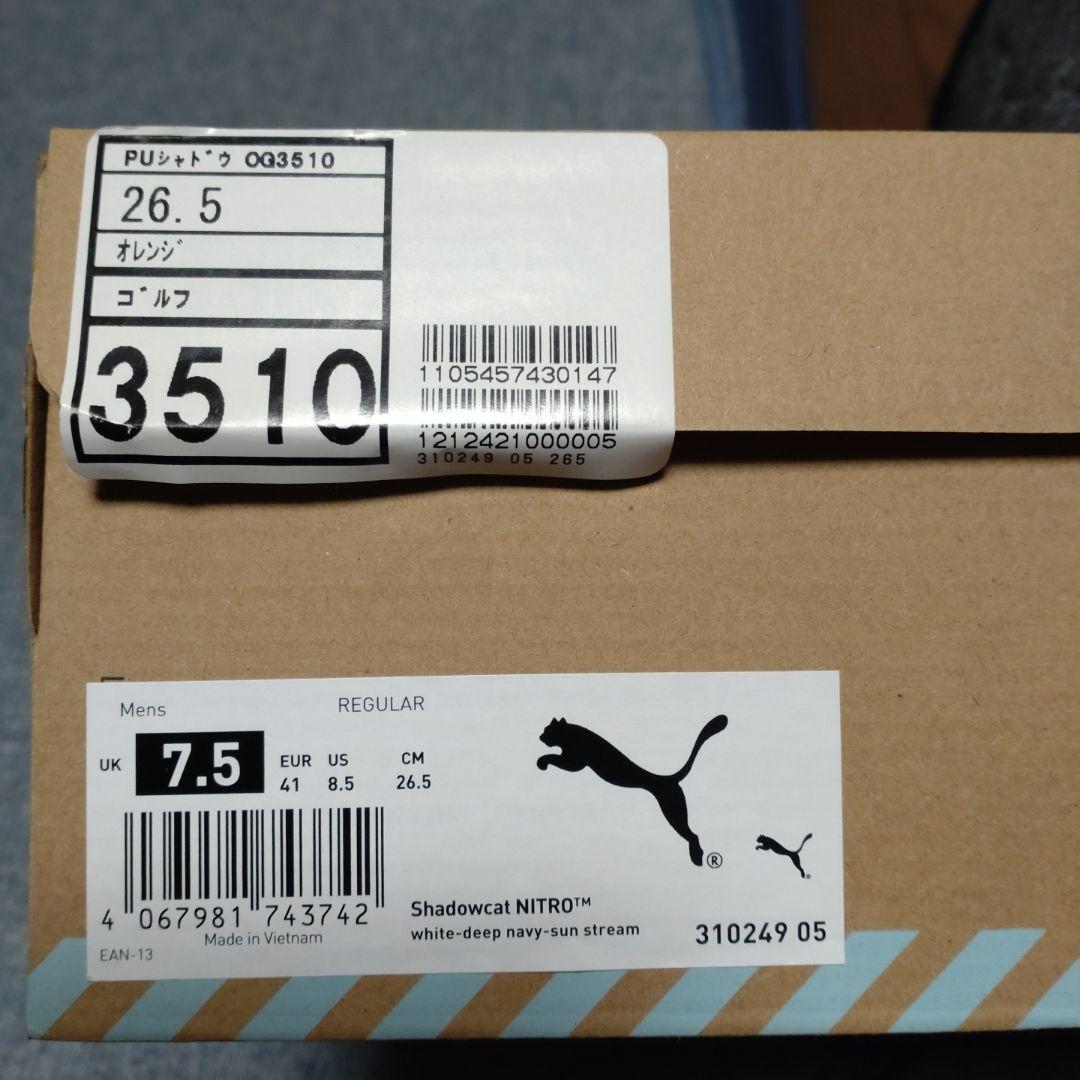 PUシャドウ OG3510
26.5
オレンジ
ゴルフ
3510
1105457430147
1212421000005
310249 05 265
Mens REGULAR
UK 7.5 EUR 41 US 8.5 CM 26.5
4 067981 743742
Made in Vietnam
EAN-13
®
®
Shadowcat NITRO™
white-deep navy-sun stream
310249 05